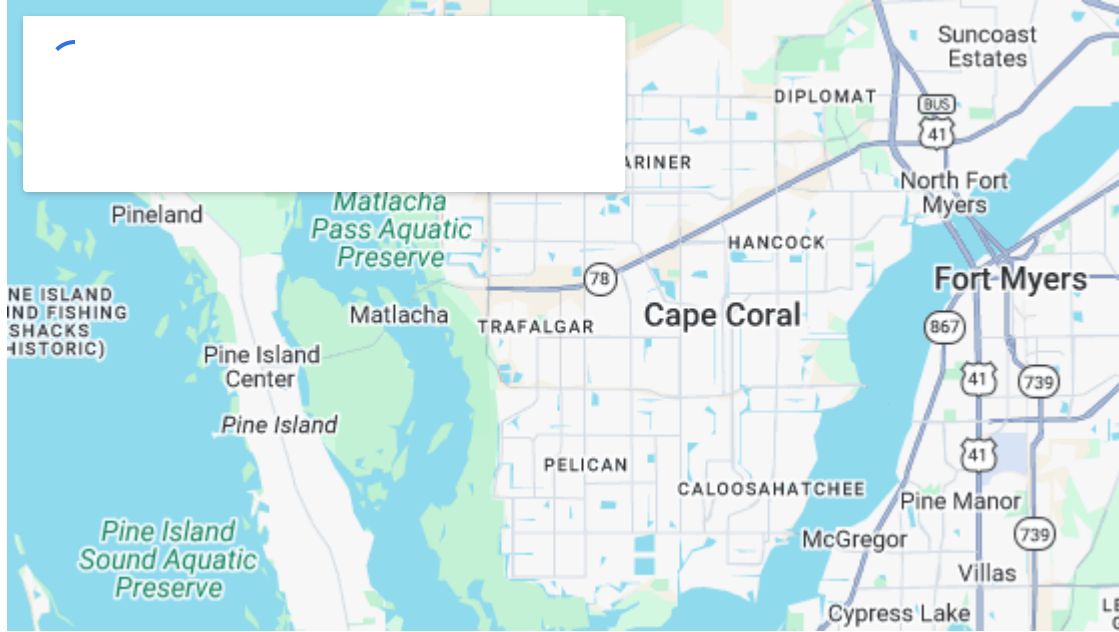 Suncoast
Estates
DIPLOMAT
BUS
41
ARINER
North Fort
Myers
Pineland
Matlacha
Pass Aquatic
Preserve
HANCOCK
78
Fort Myers
NE ISLAND
ND FISHING
SHACKS
HISTORIC)
Matlacha
TRAFALGAR
Cape Coral
867
Pine Island
Center
41
739
Pine Island
41
PELICAN
CALOOSAHATCHEE
Pine Manor
Pine Island
Sound Aquatic
Preserve
McGregor
739
Villas
Cypress Lake
LE